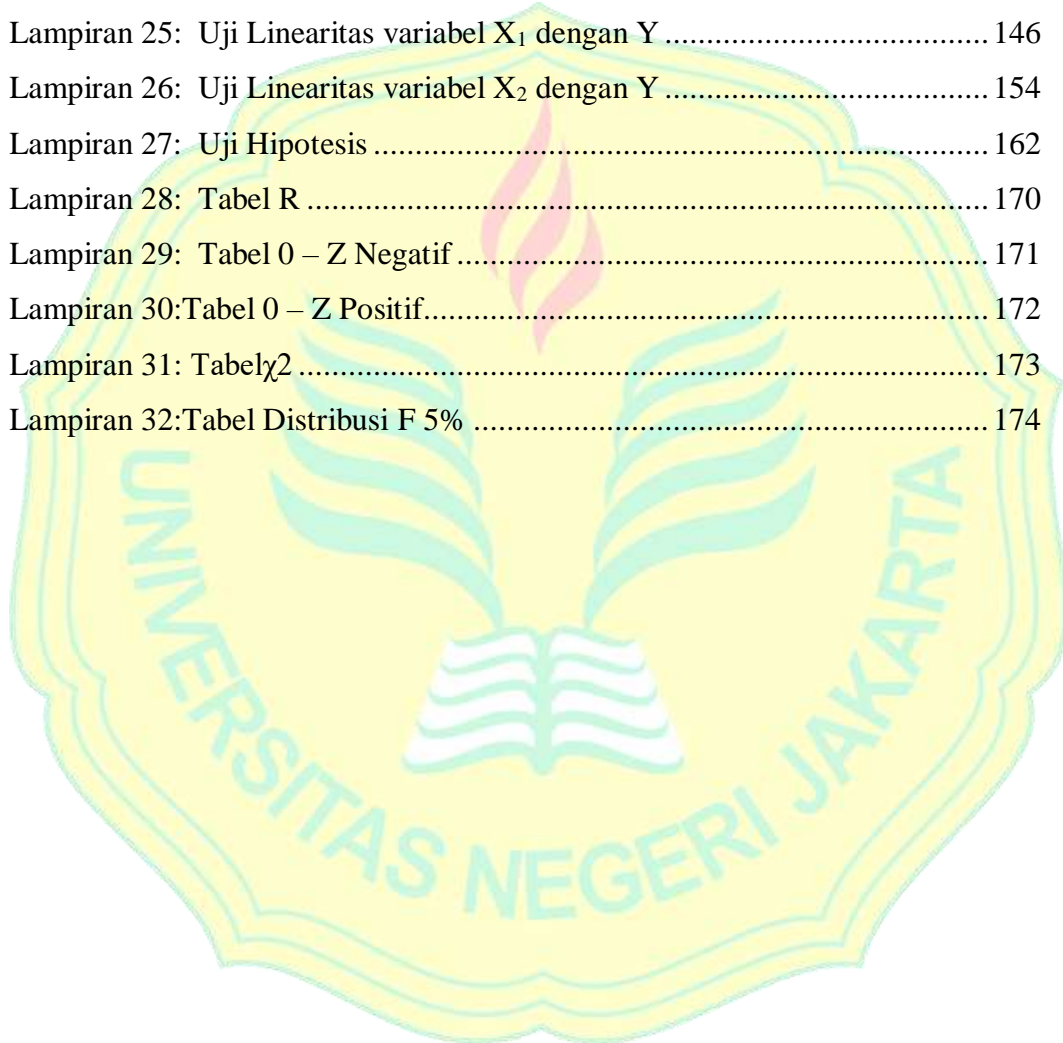 Lampiran 25:  Uji Linearitas variabel X₁ dengan Y ........................................ 146
Lampiran 26:  Uji Linearitas variabel X₂ dengan Y ........................................ 154
Lampiran 27:  Uji Hipotesis ............................................................................ 162
Lampiran 28:  Tabel R .................................................................................... 170
Lampiran 29:  Tabel 0 – Z Negatif .................................................................. 171
Lampiran 30:Tabel 0 – Z Positif...................................................................... 172
Lampiran 31: Tabelχ2 ..................................................................................... 173
Lampiran 32:Tabel Distribusi F 5% ................................................................ 174
UNIVERSITAS NEGERI JAKARTA